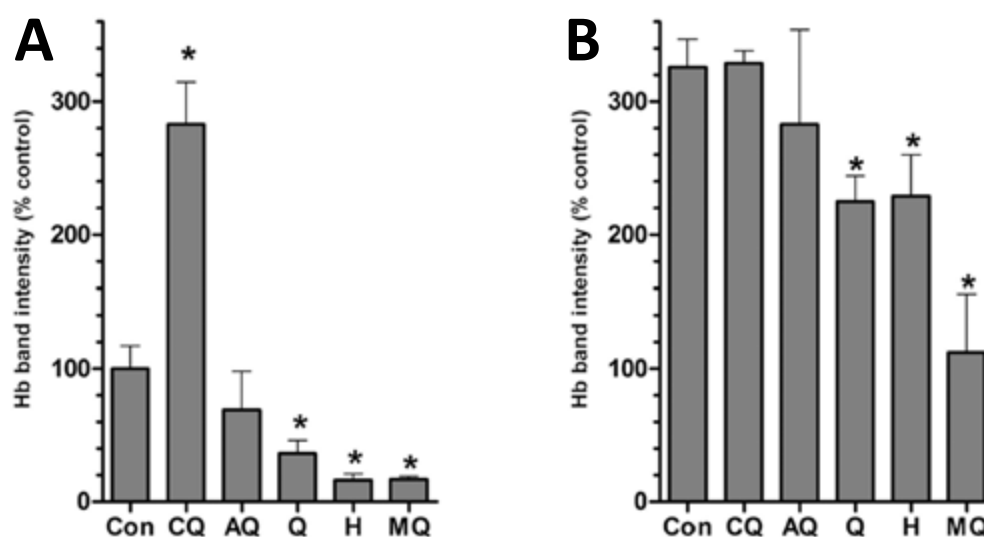 A
Hb band intensity (% control)
300
200
100
0
*
*
*
*
Con CQ AQ Q H MQ
B
Hb band intensity (% control)
300
200
100
0
*
*
*
Con CQ AQ Q H MQ